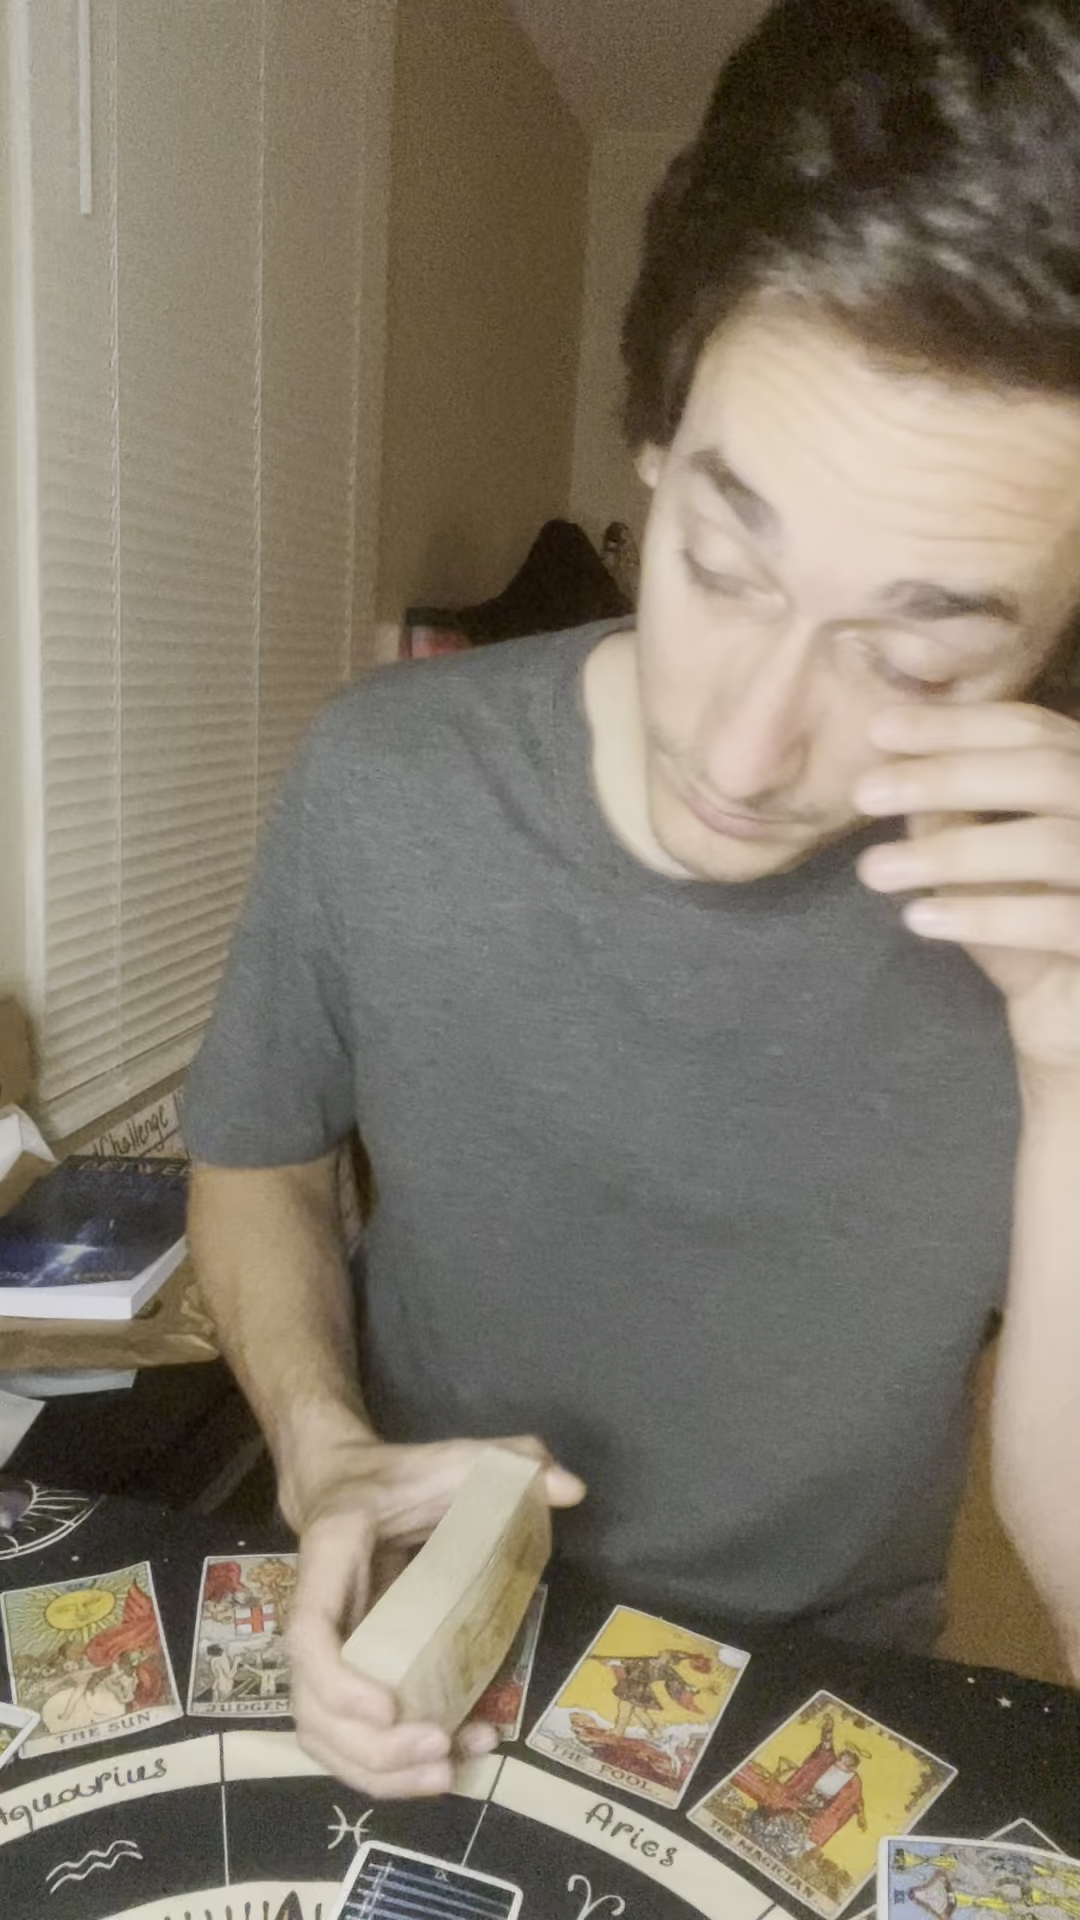 Challenge
BETWE
THE SUN.
JUDGEM
THE FOOL.
THE MAGICIAN.
Aquarius
Aries
IX